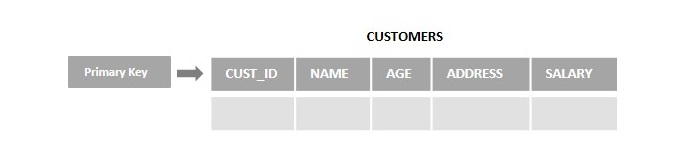 CUSTOMERS
Primary Key CUST_ID NAME AGE ADDRESS SALARY